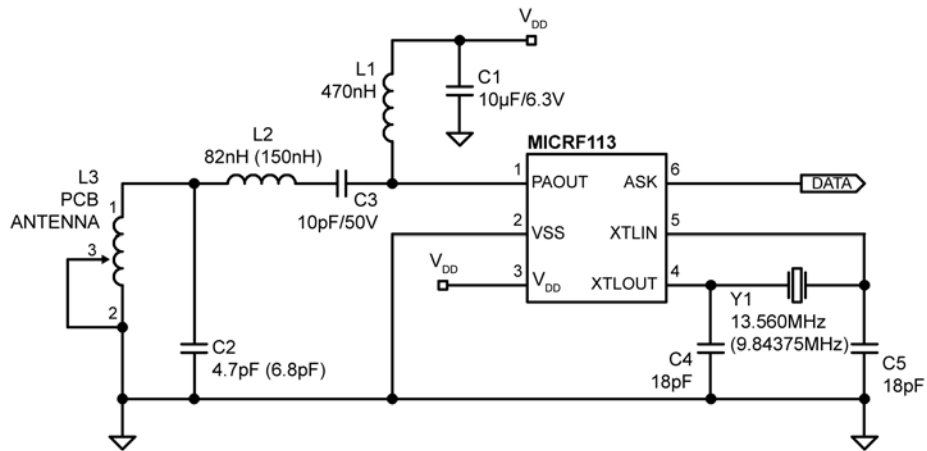 VDD
L1
470nH
C1
10µF/6.3V
L2
82nH (150nH)
C3
10pF/50V
L3
PCB
ANTENNA
1
3
2
C2
4.7pF (6.8pF)
MICRF113
1
PAOUT
ASK
6
DATA
2
VSS
XTLIN
5
VDD
3
VDD
XTLOUT
4
Y1
13.560MHz
(9.84375MHz)
C4
18pF
C5
18pF